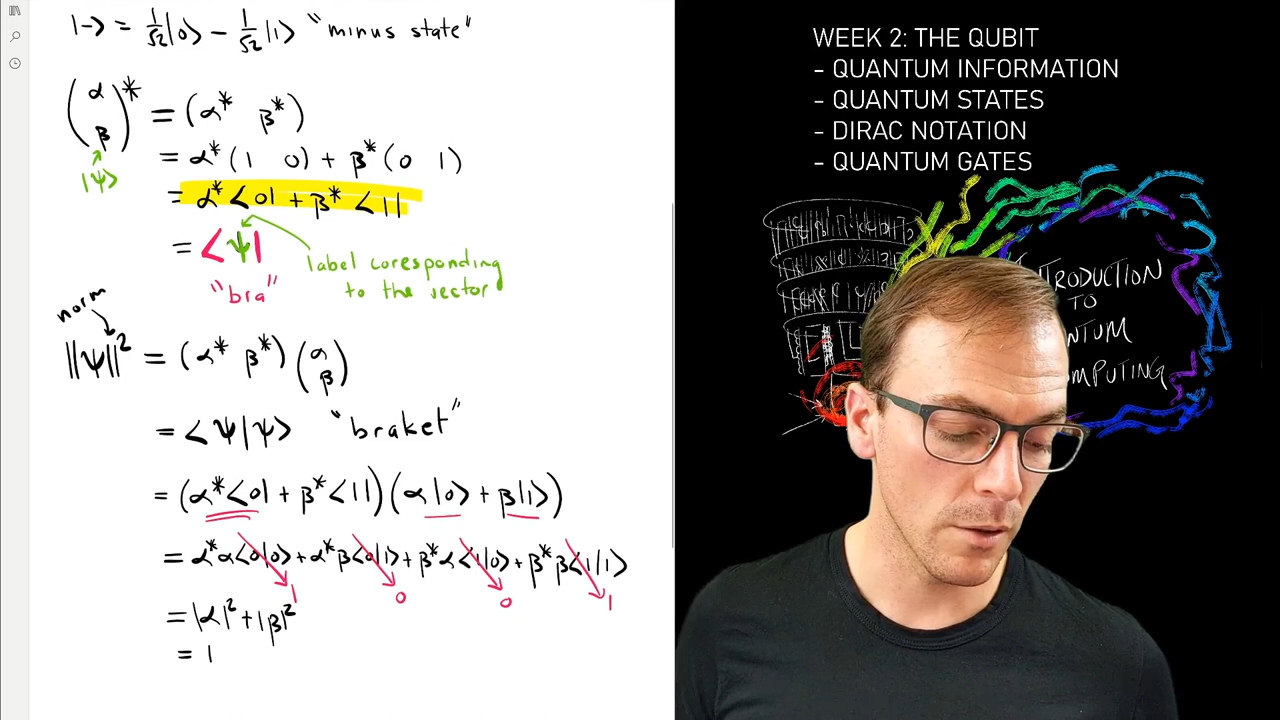 |-> = 1/√2|0> - 1/√2|1> "minus state"
(α β)* = (α* β*)
|Ψ>
= α*(1 0) + β*(0 1)
= α*<0| + β*<1|
= <Ψ|
"bra"
label coresponding
to the vector
norm
||Ψ||² = (α* β*)(α β)
= <Ψ|Ψ> "braket"
= (α*<0| + β*<1|)(α|0> + β|1>)
= α*α<0|0> + α*β<0|1> + β*α<1|0> + β*β<1|1>
1 0 0 1
= |α|² + |β|²
= 1
WEEK 2: THE QUBIT
- QUANTUM INFORMATION
- QUANTUM STATES
- DIRAC NOTATION
- QUANTUM GATES
TO